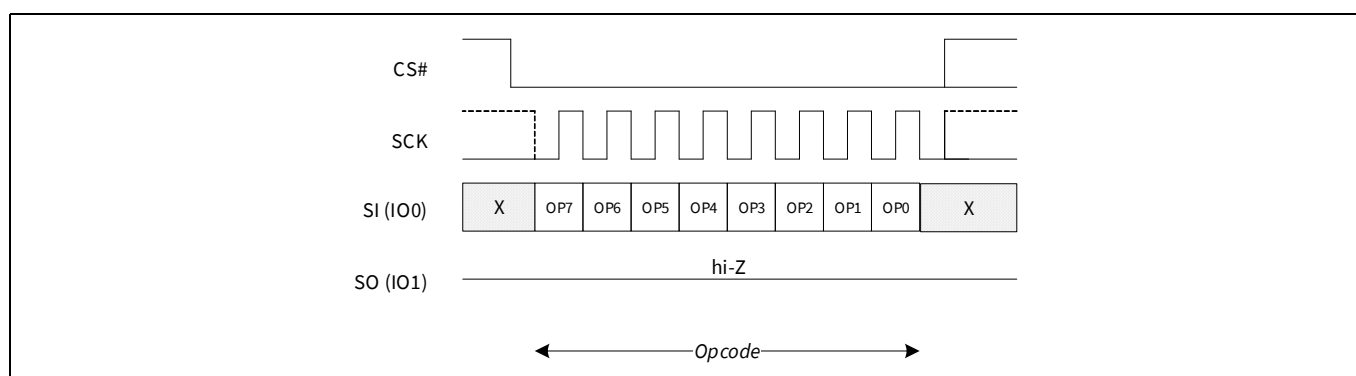 CS#
SCK
SI (IO0) X OP7 OP6 OP5 OP4 OP3 OP2 OP1 OP0 X
hi-Z
SO (IO1)
Opcode